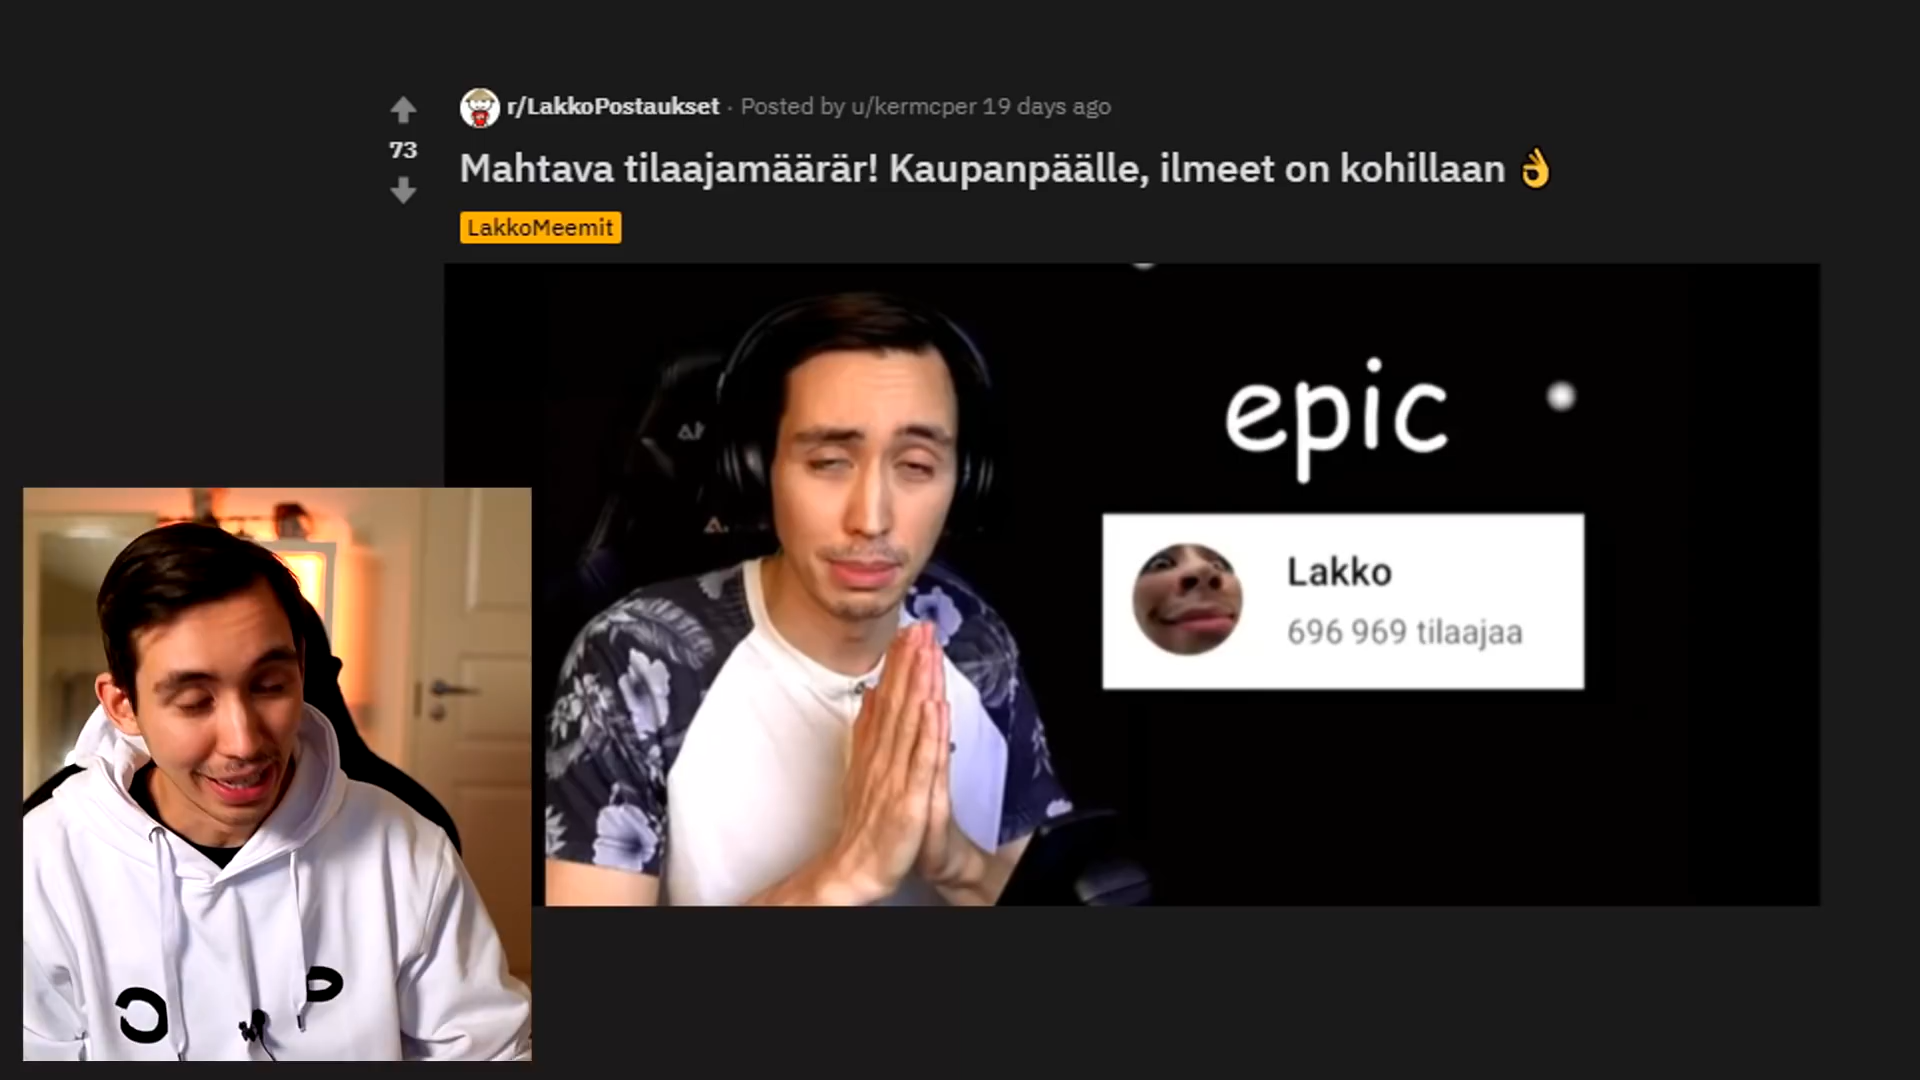 r/LakkoPostaukset · Posted by u/kermcper 19 days ago
73
Mahtava tilaajamäärär! Kaupanpäälle, ilmeet on kohillaan 👌
LakkoMeemit
epic
Lakko
696 969 tilaajaa